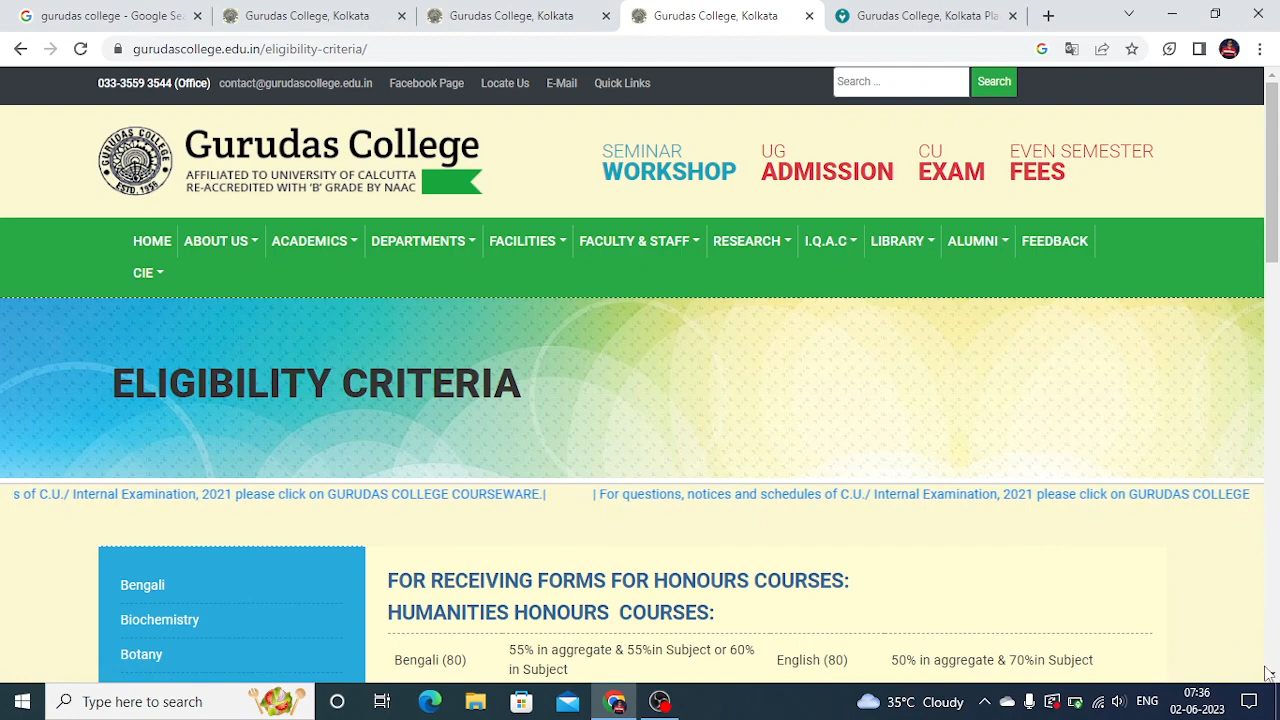 gurudas college - Google Se
Gurudas College, Kolkata
Gurudas College, Kolkata
Gurudas College, Kolkata
Gurudas College, Kolkata Pla
gurudascollege.edu.in/eligibility-criteria/
033-3559 3544 (Office) contact@gurudascollege.edu.in Facebook Page Locate Us E-Mail Quick Links Search ... Search
GURUDAS COLLEGE
ESTD. 1956
Gurudas College
AFFILIATED TO UNIVERSITY OF CALCUTTA
RE-ACCREDITED WITH 'B' GRADE BY NAAC
SEMINAR
WORKSHOP
UG
ADMISSION
CU
EXAM
EVEN SEMESTER
FEES
HOME ABOUT US ACADEMICS DEPARTMENTS FACILITIES FACULTY & STAFF RESEARCH I.Q.A.C LIBRARY ALUMNI FEEDBACK
CIE
ELIGIBILITY CRITERIA
s of C.U./ Internal Examination, 2021 please click on GURUDAS COLLEGE COURSEWARE.| | For questions, notices and schedules of C.U./ Internal Examination, 2021 please click on GURUDAS COLLEGE
Bengali
Biochemistry
Botany
FOR RECEIVING FORMS FOR HONOURS COURSES:
HUMANITIES HONOURS COURSES:
Bengali (80) 55% in aggregate & 55%in Subject or 60% in Subject English (80) 50% in aggregate & 70%in Subject
Type here to search
35°C Cloudy
ENG
07:36
02-06-2023